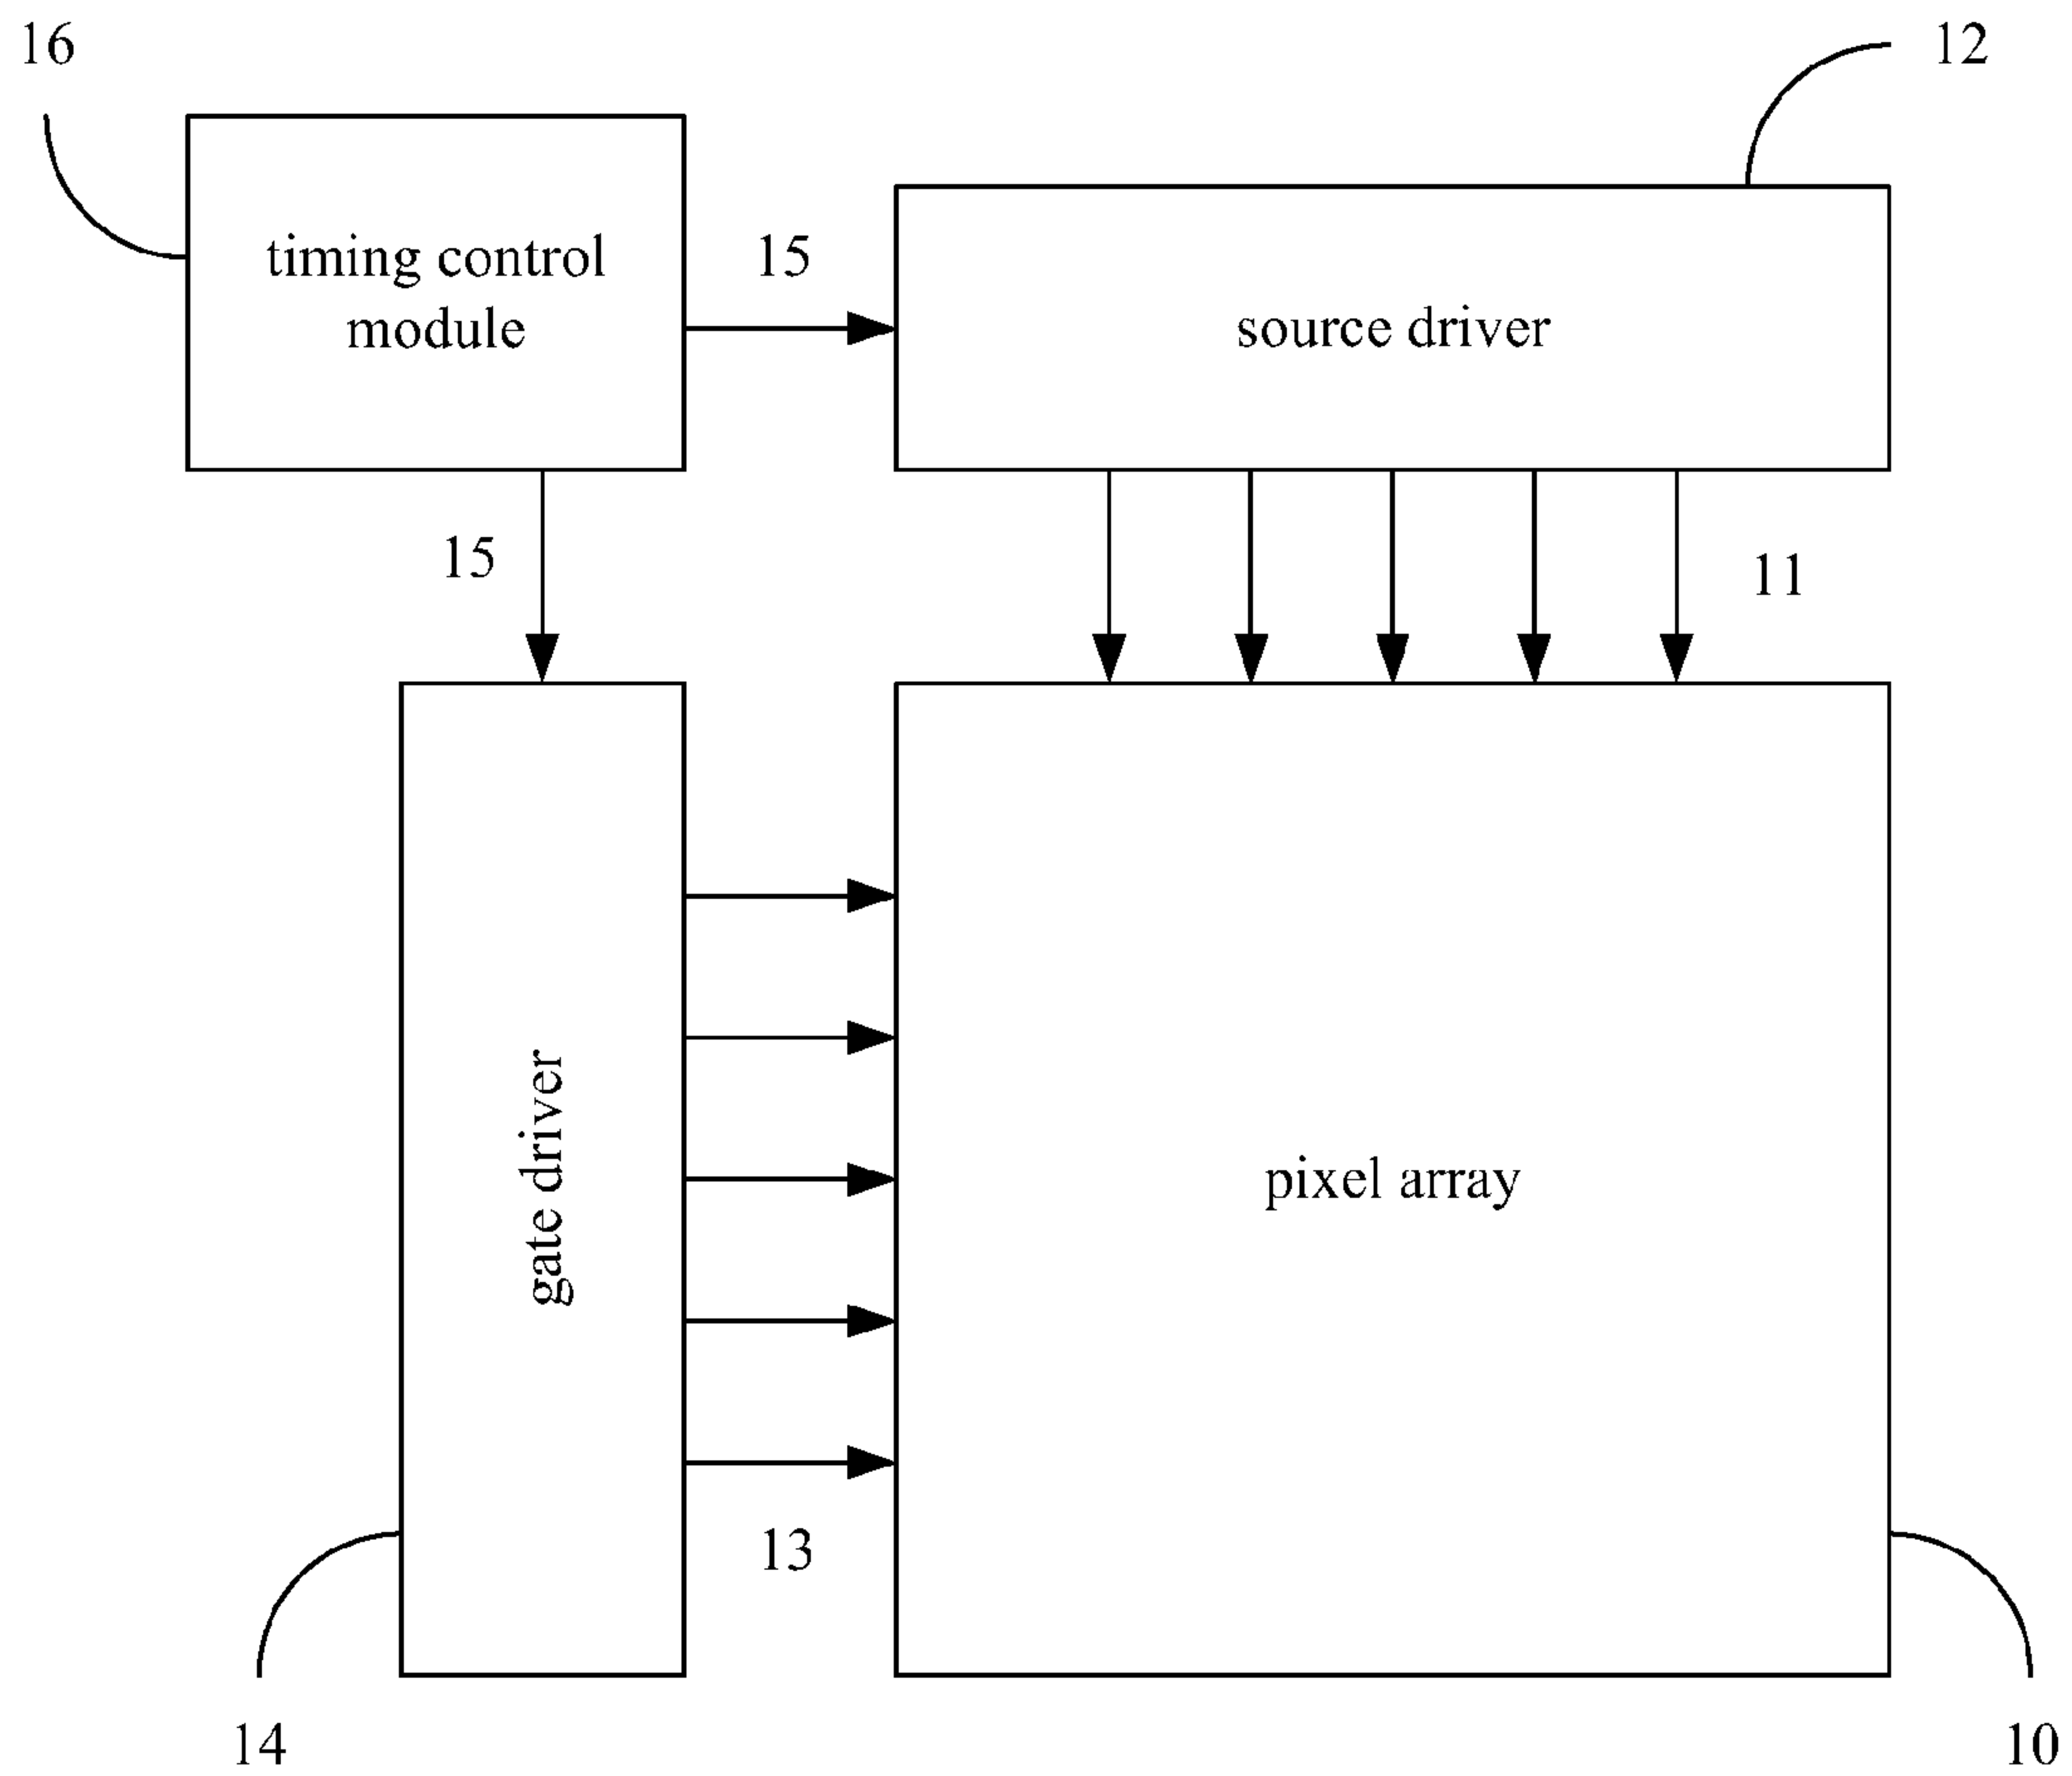 16
12
timing control
module
15
source driver
15
11
gate driver
pixel array
13
14
10